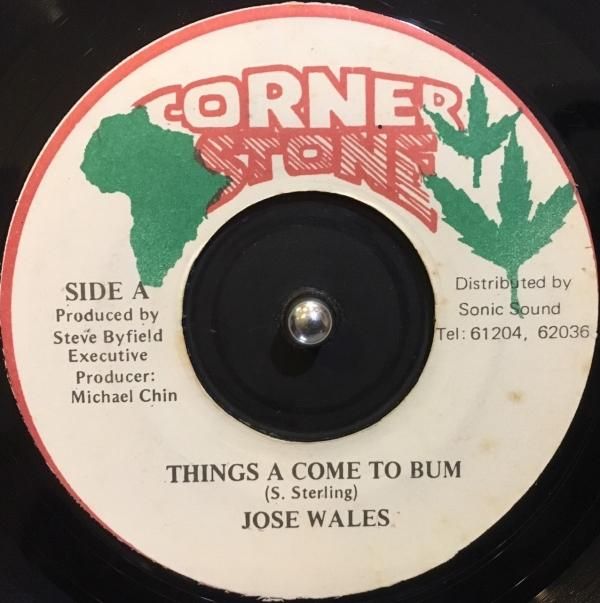 CORNER
STONE
SIDE A
Produced by
Steve Byfield
Executive
Producer:
Michael Chin
Distributed by
Sonic Sound
Tel: 61204, 62036
THINGS A COME TO BUM
(S. Sterling)
JOSE WALES